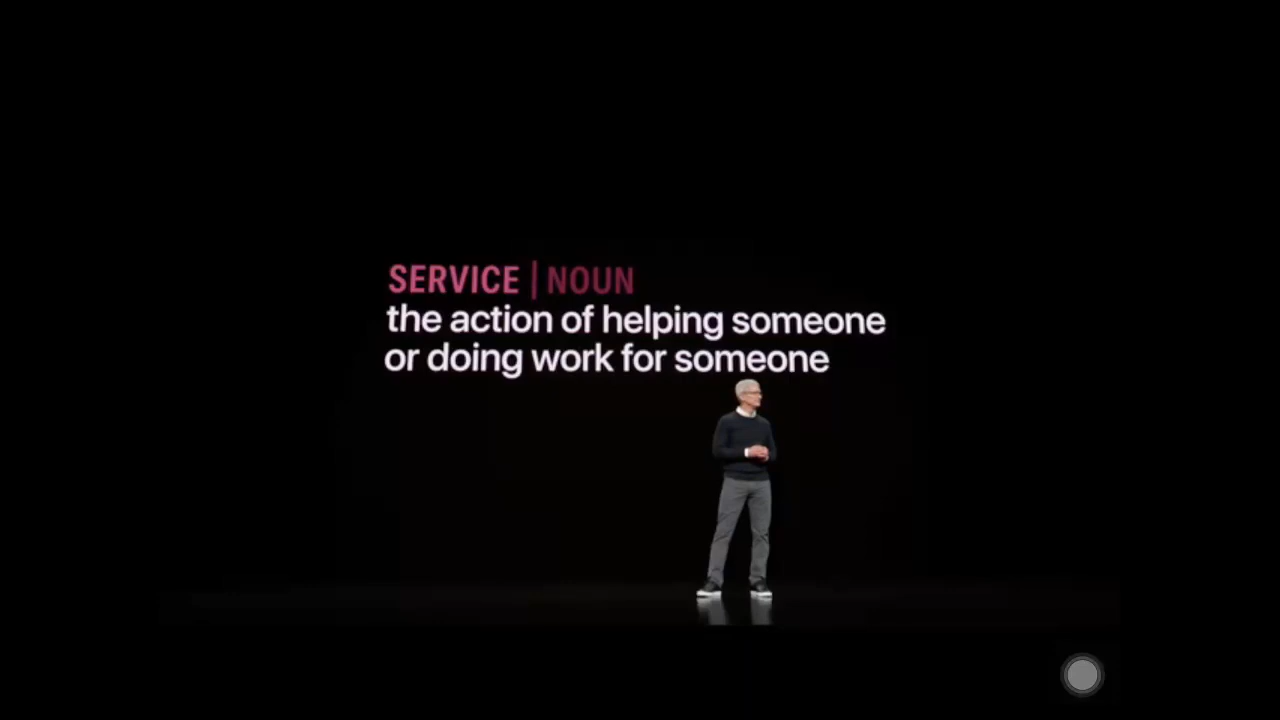 SERVICE | NOUN
the action of helping someone
or doing work for someone